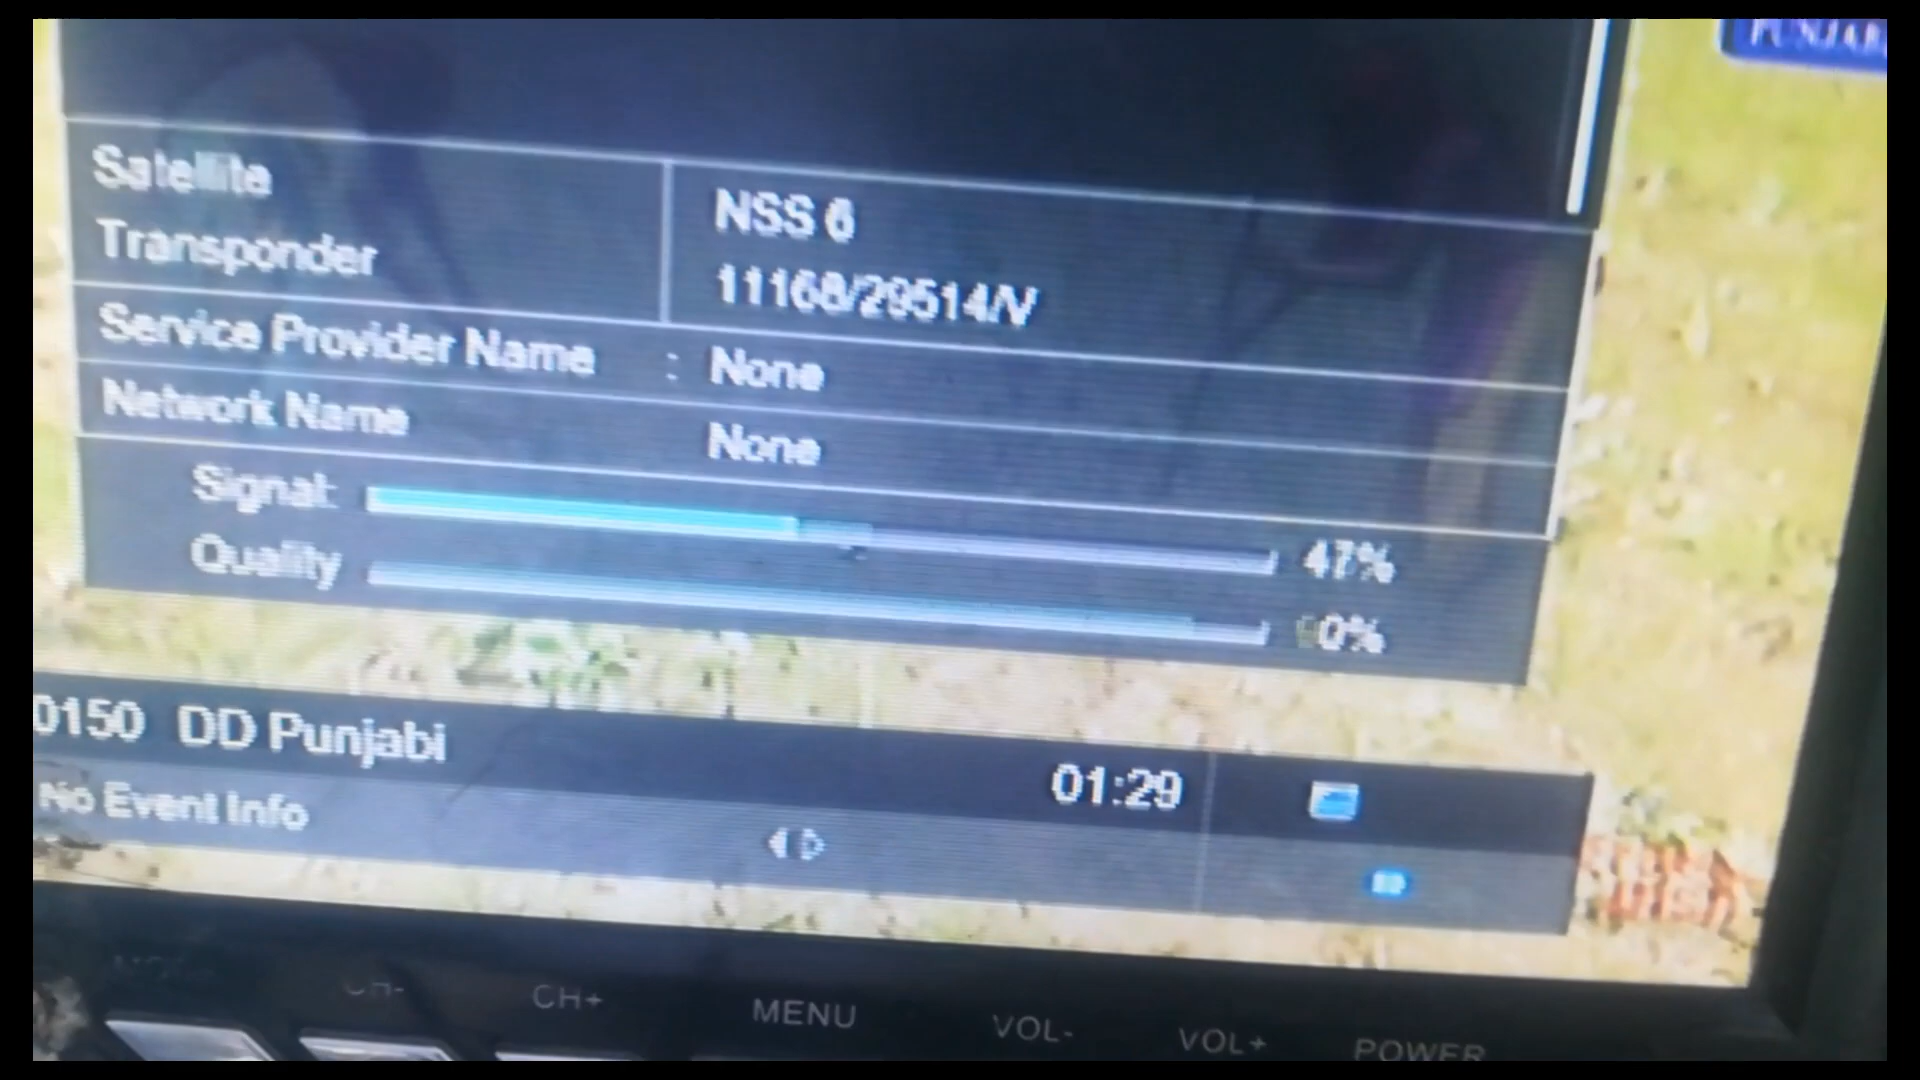 PUNJABI
Satellite
NSS 6
Transponder
11168/29514/V
Service Provider Name : None
Network Name None
Signal: 47%
Quality 0%
0150 DD Punjabi
01:29
No Event Info
CH-
CH+
MENU
VOL-
VOL+
POWER